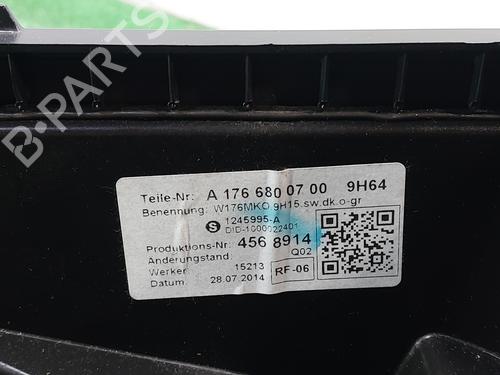 B-PARTS
Teile-Nr: A 176 680 07 00 9H64
Benennung: W176MKO 9H15.sw.dk.o-gr
S 1245995-A
DID-1000022401
Produktions-Nr: 456 8914
Änderungstand: Q02
Werker: 15213 RF-06
Datum: 28.07.2014